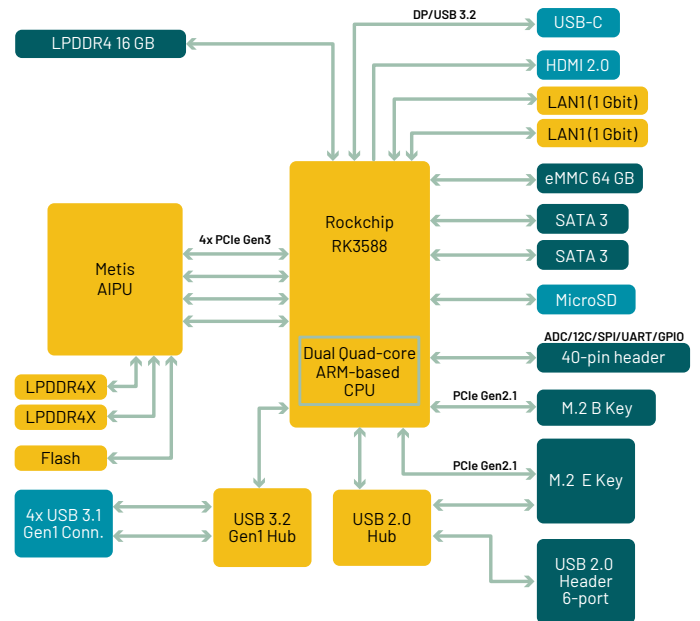 DP/USB 3.2
USB-C
LPDDR4 16 GB
HDMI 2.0
LAN1 (1 Gbit)
LAN1 (1 Gbit)
eMMC 64 GB
Rockchip
RK3588
SATA 3
4x PCIe Gen3
SATA 3
Metis
AIPU
MicroSD
ADC/12C/SPI/UART/GPIO
40-pin header
Dual Quad-core
ARM-based
CPU
LPDDR4X
PCIe Gen2.1
M.2 B Key
LPDDR4X
Flash
PCIe Gen2.1
M.2 E Key
4x USB 3.1
Gen1 Conn.
USB 3.2
Gen1 Hub
USB 2.0
Hub
USB 2.0
Header
6-port